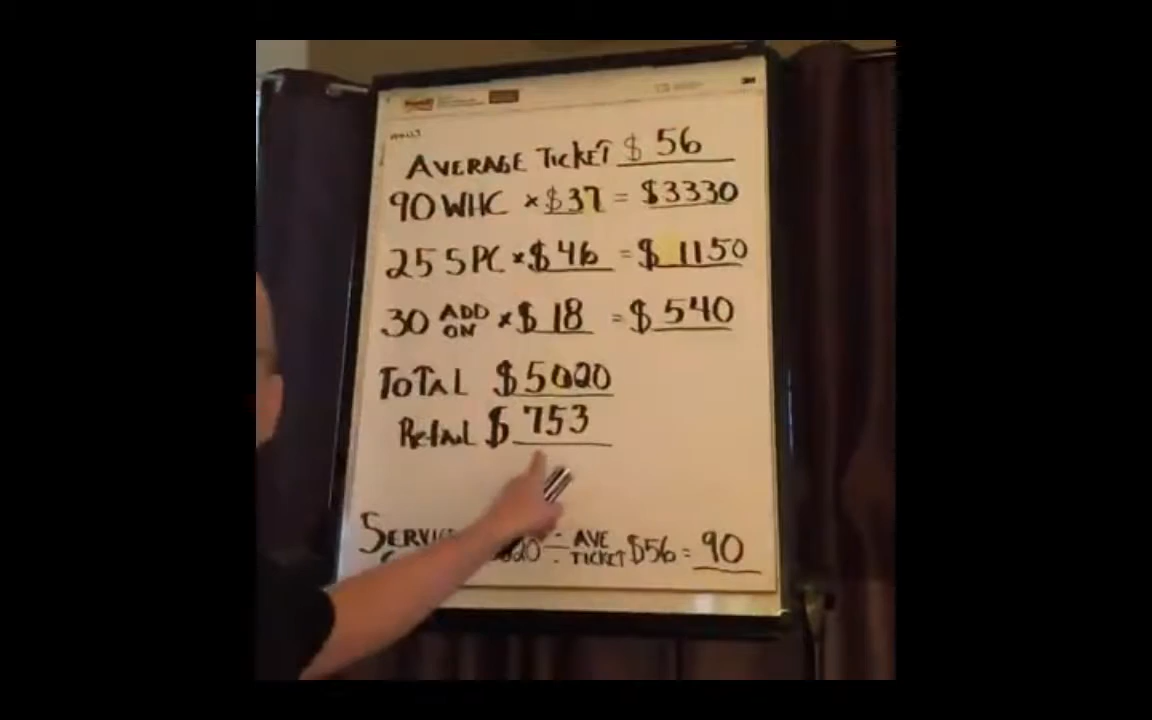 AVERAGE TICKET $ 56
90 WHC × $37 = $3330
25 SPC × $46 = $1150
30 ADD ON × $18 = $540
TOTAL $5020
Retail $753
÷ AVE TICKET $56 = 90